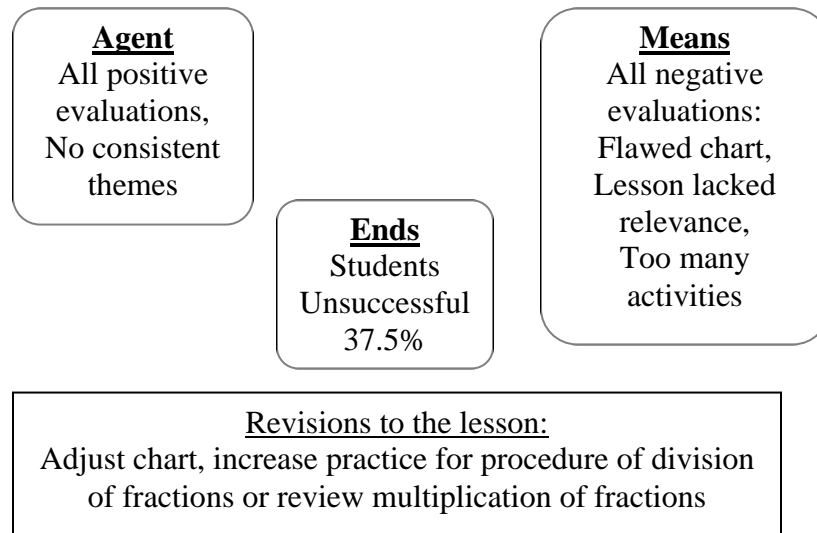 Agent
All positive
evaluations,
No consistent
themes
Means
All negative
evaluations:
Flawed chart,
Lesson lacked
relevance,
Too many
activities
Ends
Students
Unsuccessful
37.5%
Revisions to the lesson:
Adjust chart, increase practice for procedure of division
of fractions or review multiplication of fractions